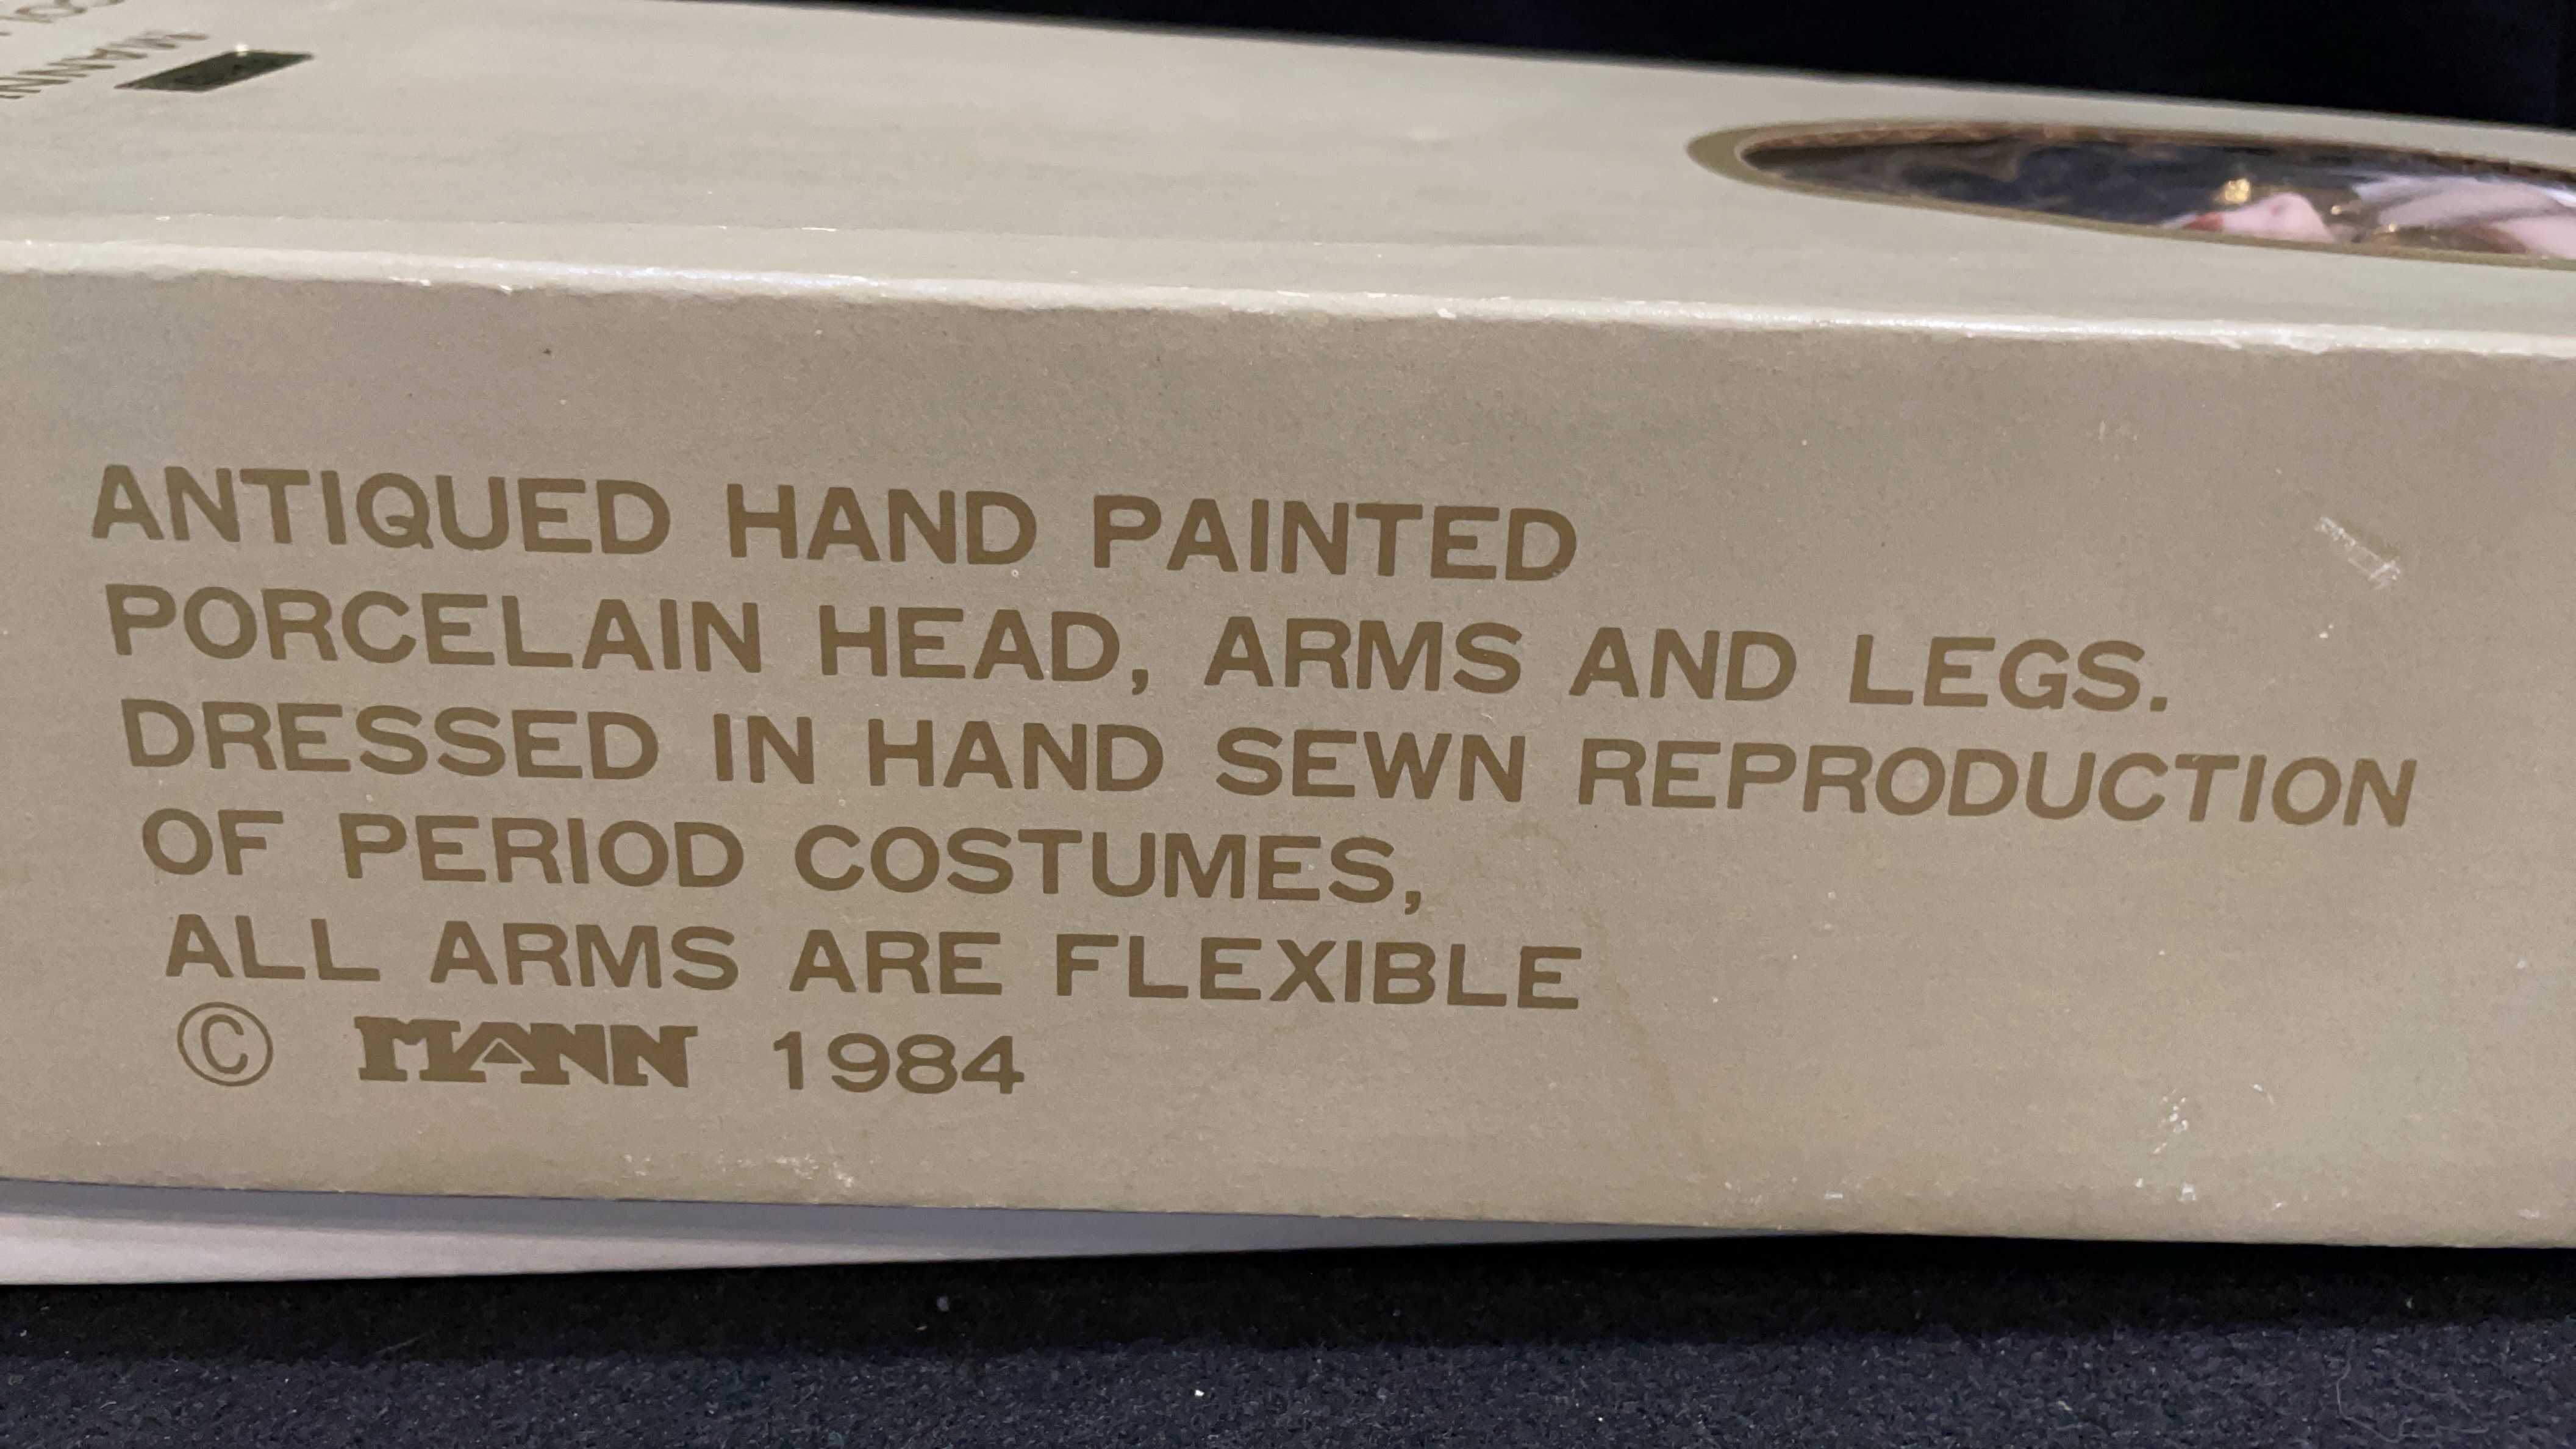 ANTIQUED HAND PAINTED
PORCELAIN HEAD, ARMS AND LEGS.
DRESSED IN HAND SEWN REPRODUCTION
OF PERIOD COSTUMES,
ALL ARMS ARE FLEXIBLE
© MANN 1984